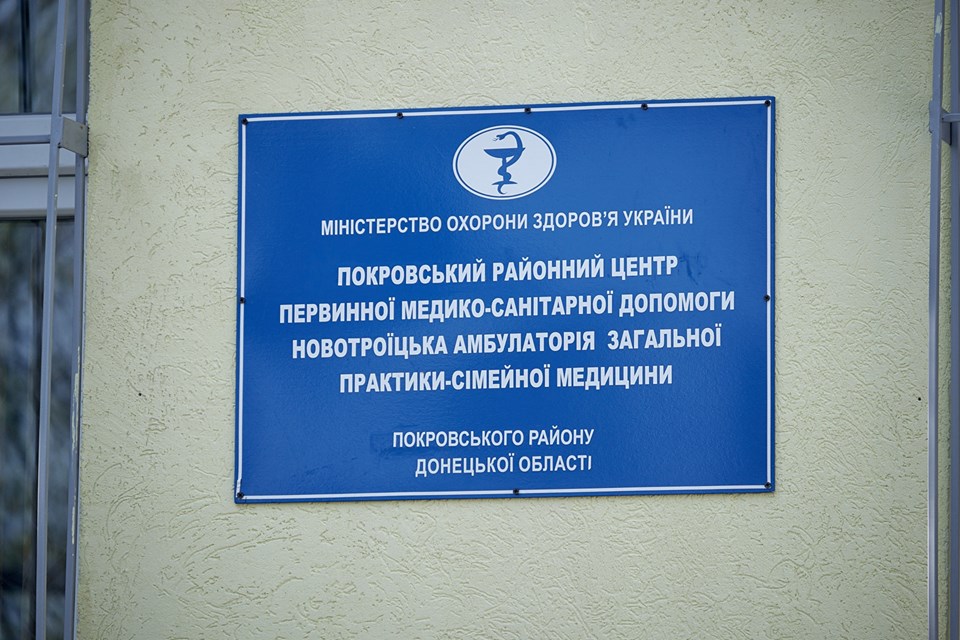 МІНІСТЕРСТВО ОХОРОНИ ЗДОРОВ'Я УКРАЇНИ
ПОКРОВСЬКИЙ РАЙОННИЙ ЦЕНТР
ПЕРВИННОЇ МЕДИКО-САНІТАРНОЇ ДОПОМОГИ
НОВОТРОЇЦЬКА АМБУЛАТОРІЯ ЗАГАЛЬНОЇ
ПРАКТИКИ-СІМЕЙНОЇ МЕДИЦИНИ
ПОКРОВСЬКОГО РАЙОНУ
ДОНЕЦЬКОЇ ОБЛАСТІ